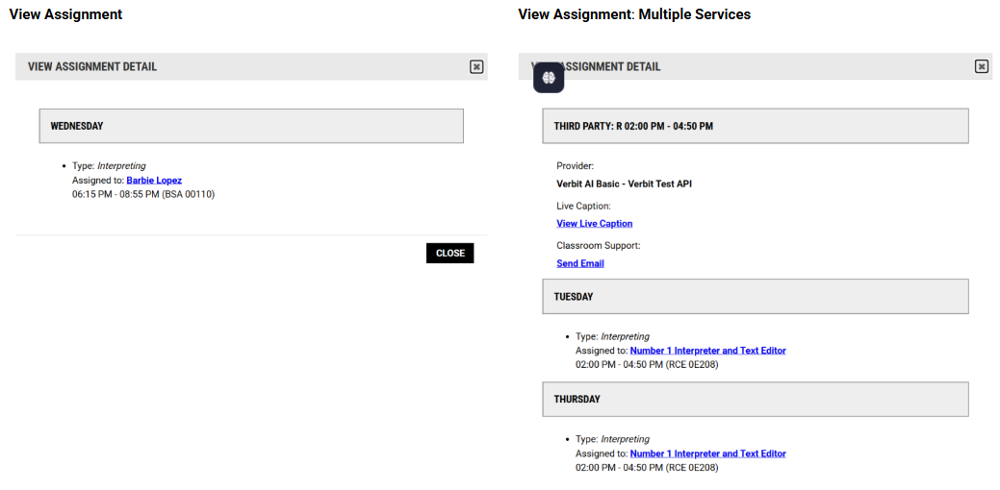 View Assignment
VIEW ASSIGNMENT DETAIL
WEDNESDAY
• Type: Interpreting
Assigned to: Barbie Lopez
06:15 PM - 08:55 PM (BSA 00110)
CLOSE
View Assignment: Multiple Services
ASSIGNMENT DETAIL
THIRD PARTY: R 02:00 PM - 04:50 PM
Provider:
Verbit AI Basic - Verbit Test API
Live Caption:
View Live Caption
Classroom Support:
Send Email
TUESDAY
• Type: Interpreting
Assigned to: Number 1 Interpreter and Text Editor
02:00 PM - 04:50 PM (RCE 0E208)
THURSDAY
• Type: Interpreting
Assigned to: Number 1 Interpreter and Text Editor
02:00 PM - 04:50 PM (RCE 0E208)